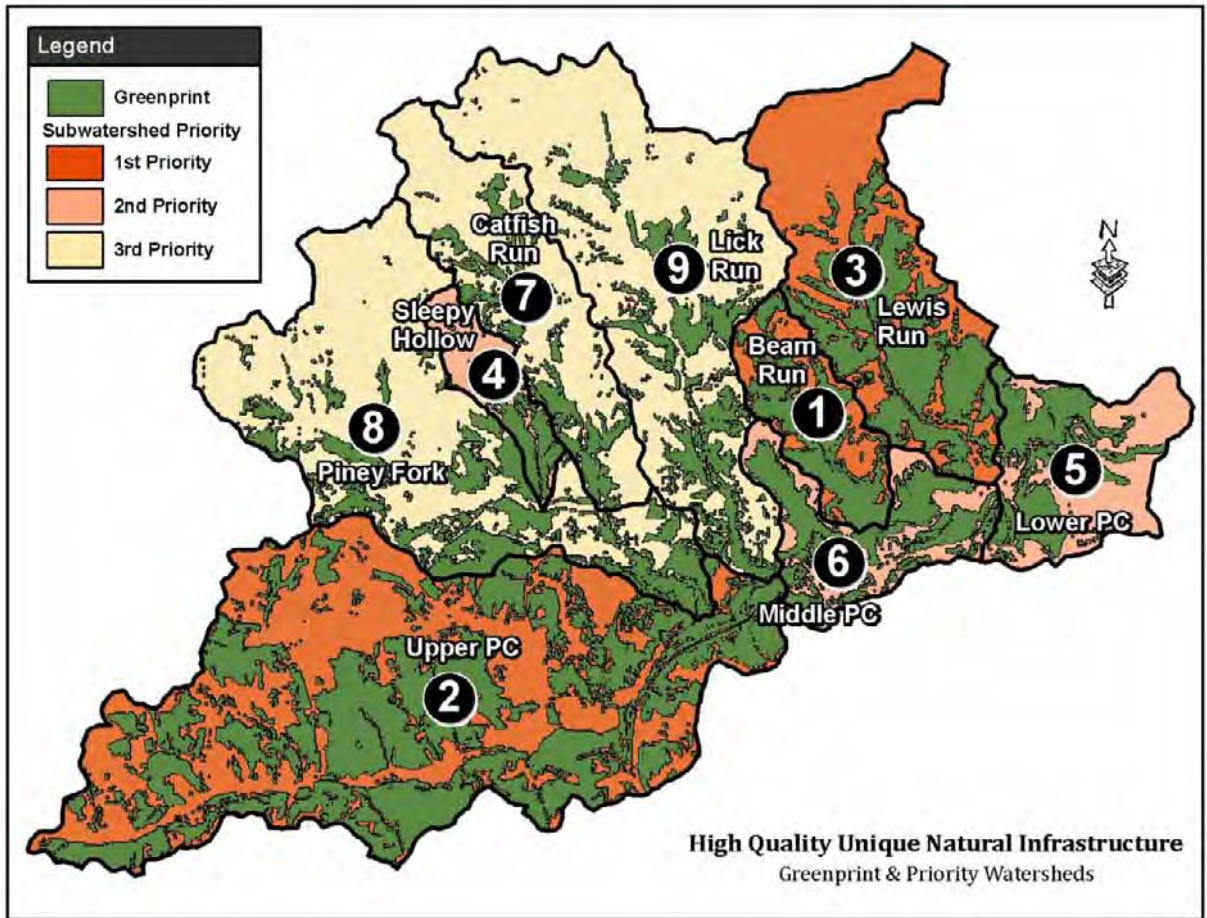 Legend
Greenprint
Subwatershed Priority
1st Priority
2nd Priority
3rd Priority
N
Catfish
Run
7
9
Lick
Run
3
Lewis
Run
Sleepy
Hollow
4
Beam
Run
1
8
Piney Fork
5
Lower PC
6
Middle PC
Upper PC
2
High Quality Unique Natural Infrastructure
Greenprint & Priority Watersheds